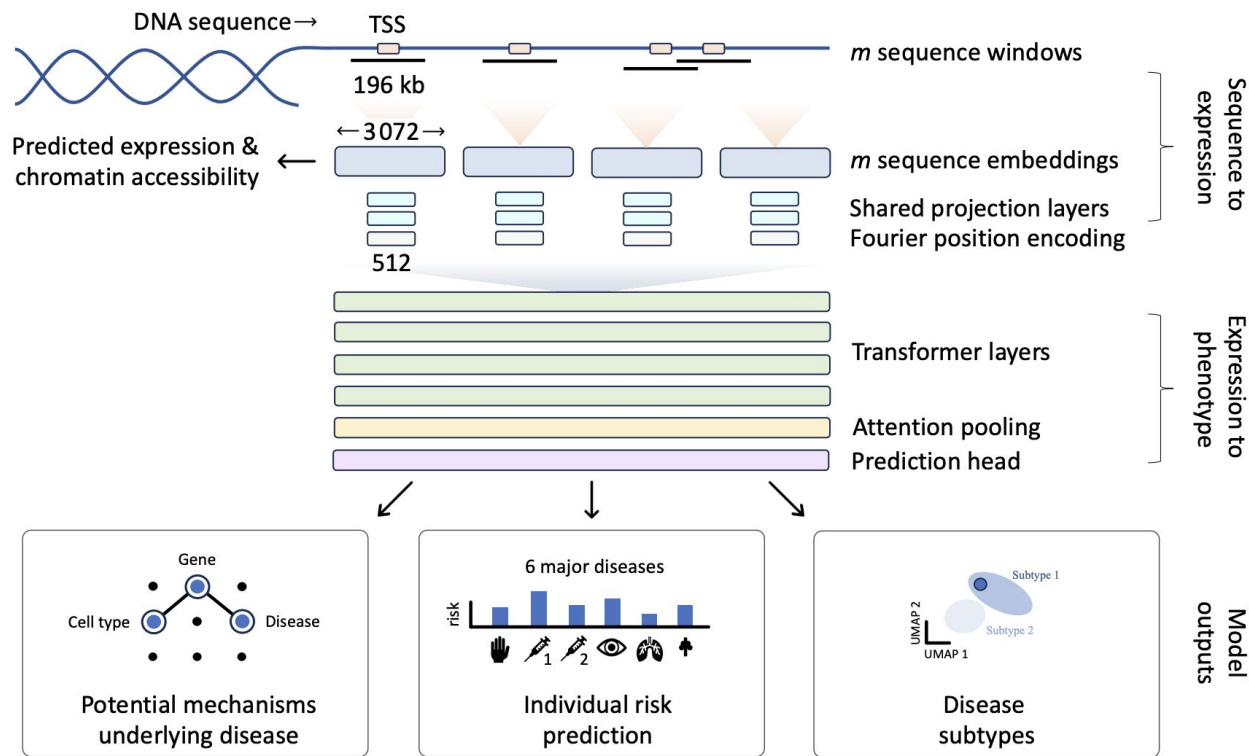 DNA sequence→
TSS
m sequence windows
196 kb
Sequence to
expression
←3 072→
Predicted expression &
chromatin accessibility
m sequence embeddings
Shared projection layers
Fourier position encoding
512
Transformer layers
Expression to
phenotype
Attention pooling
Prediction head
Gene
Cell type
Disease
Potential mechanisms
underlying disease
6 major diseases
risk
1
2
Individual risk
prediction
Subtype 1
Subtype 2
UMAP 2
UMAP 1
Disease
subtypes
Model
outputs